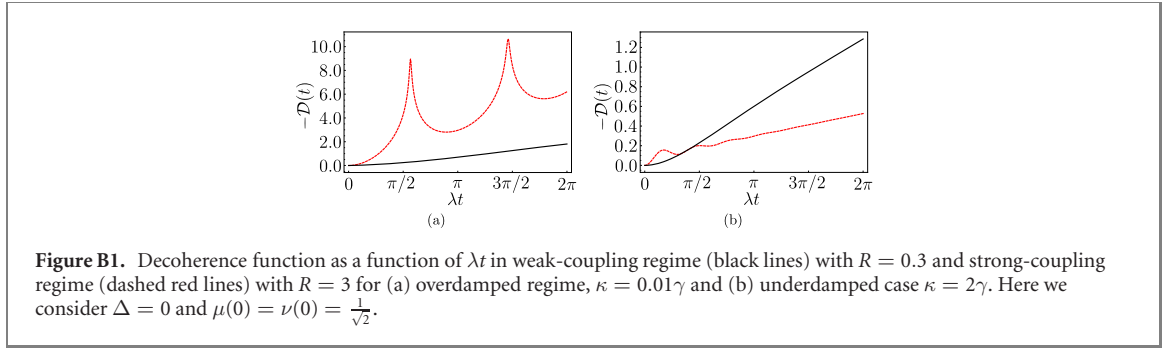 10.0
8.0
6.0
4.0
2.0
0.0
−𝒟(t)
0 π/2 π 3π/2 2π
λt
(a)
1.2
1.0
0.8
0.6
0.4
0.2
0.0
−𝒟(t)
0 π/2 π 3π/2 2π
λt
(b)
Figure B1. Decoherence function as a function of λt in weak-coupling regime (black lines) with R = 0.3 and strong-coupling
regime (dashed red lines) with R = 3 for (a) overdamped regime, κ = 0.01γ and (b) underdamped case κ = 2γ. Here we
consider Δ = 0 and μ(0) = ν(0) = 1/√2.